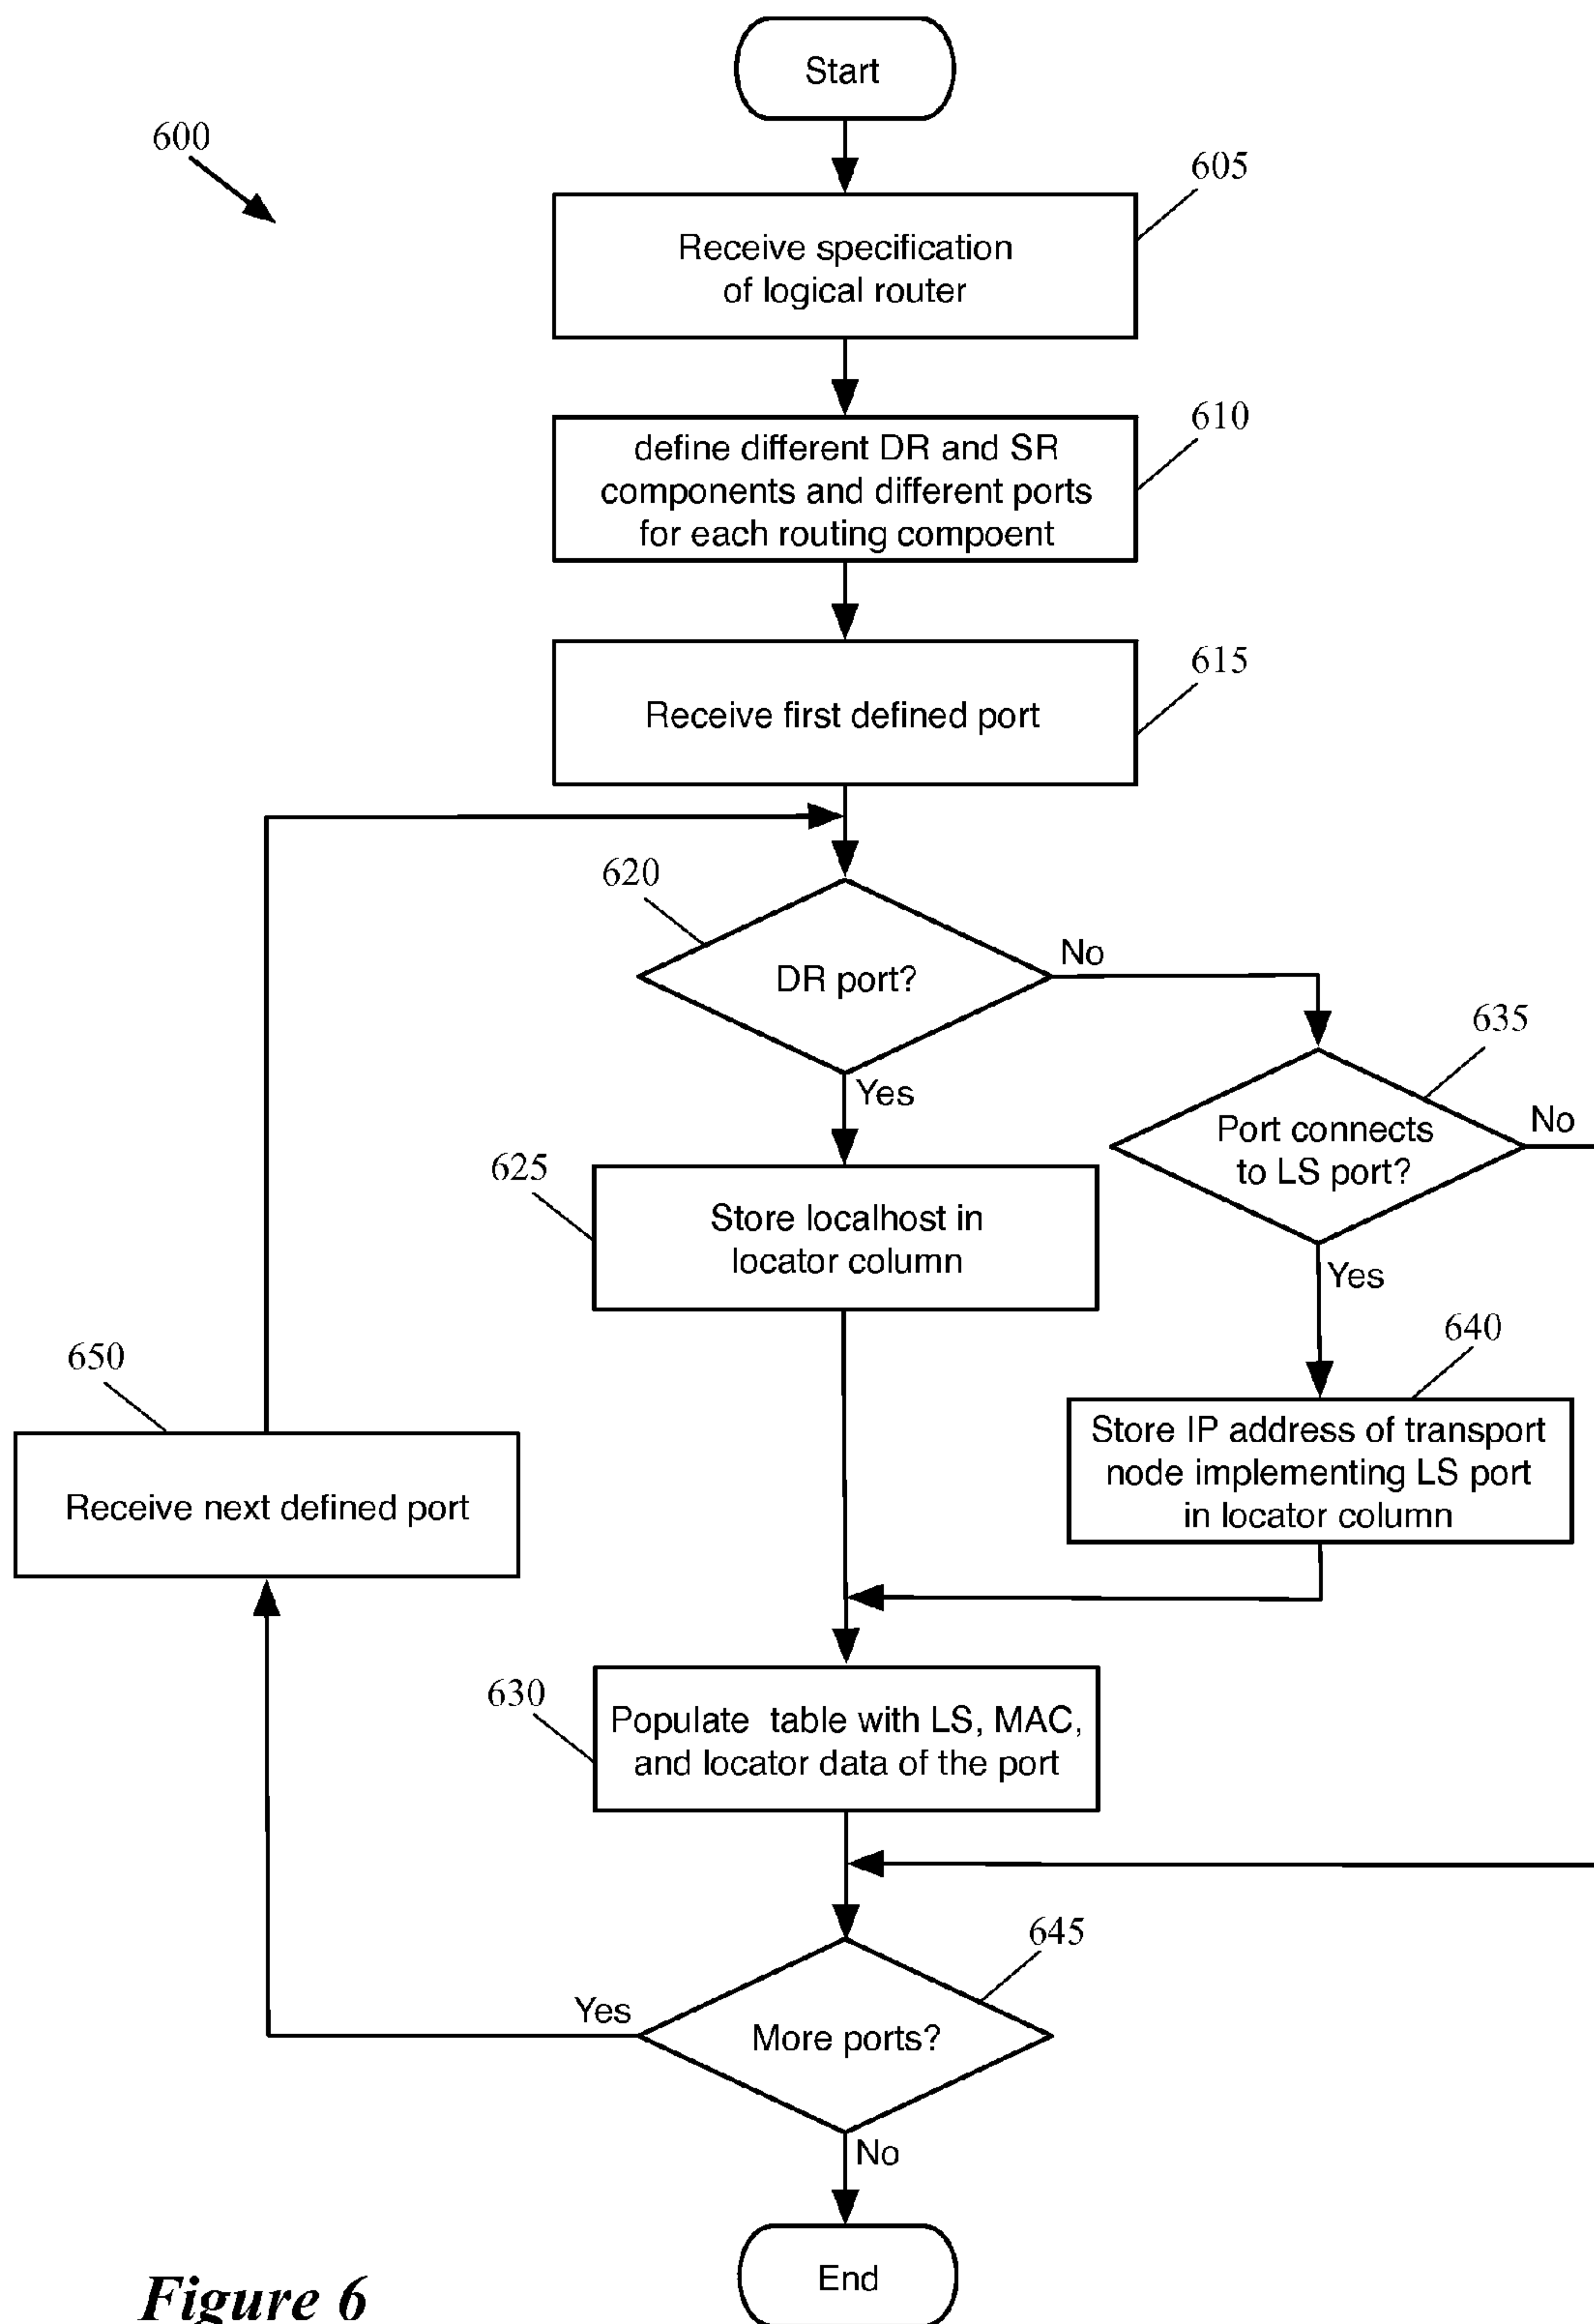 Start
600
605
Receive specification
of logical router
610
define different DR and SR
components and different ports
for each routing compoent
615
Receive first defined port
620
DR port?
No
Yes
635
Port connects
to LS port?
No
Yes
625
Store localhost in
locator column
640
Store IP address of transport
node implementing LS port
in locator column
650
Receive next defined port
630
Populate table with LS, MAC,
and locator data of the port
645
More ports?
Yes
No
End
Figure 6